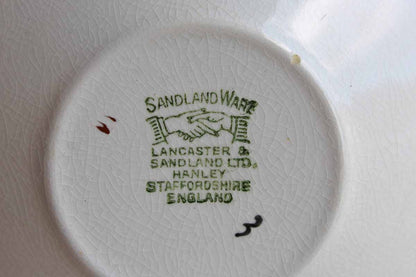 SANDLAND WARE
LANCASTER &
SANDLAND LTD.
HANLEY
STAFFORDSHIRE
ENGLAND
3